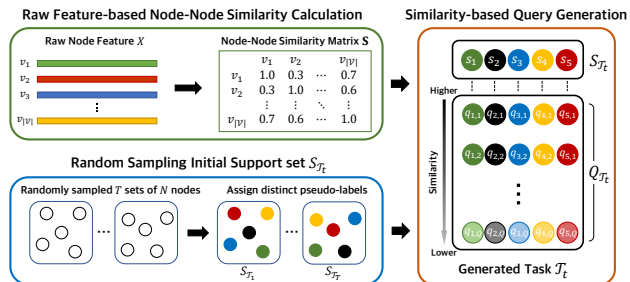 Raw Feature-based Node-Node Similarity Calculation
Raw Node Feature X
v1
v2
v3
⋮
v|𝒱|
Node-Node Similarity Matrix S
v1 v2 v|𝒱|
v1 1.0 0.3 ⋯ 0.7
v2 0.3 1.0 ⋯ 0.6
⋮ ⋮ ⋱ ⋮
v|𝒱| 0.7 0.6 ⋯ 1.0
Random Sampling Initial Support set S𝒯t
Randomly sampled T sets of N nodes
⋯
Assign distinct pseudo-labels
⋯
S𝒯1 S𝒯T
Similarity-based Query Generation
s1 s2 s3 s4 s5 S𝒯t
Higher
Similarity
Lower
q1,1 q2,1 q3,1 q4,1 q5,1
q1,2 q2,2 q3,2 q4,2 q5,2
⋮
q1,Q q2,Q q3,Q q4,Q q5,Q
Q𝒯t
Generated Task 𝒯t